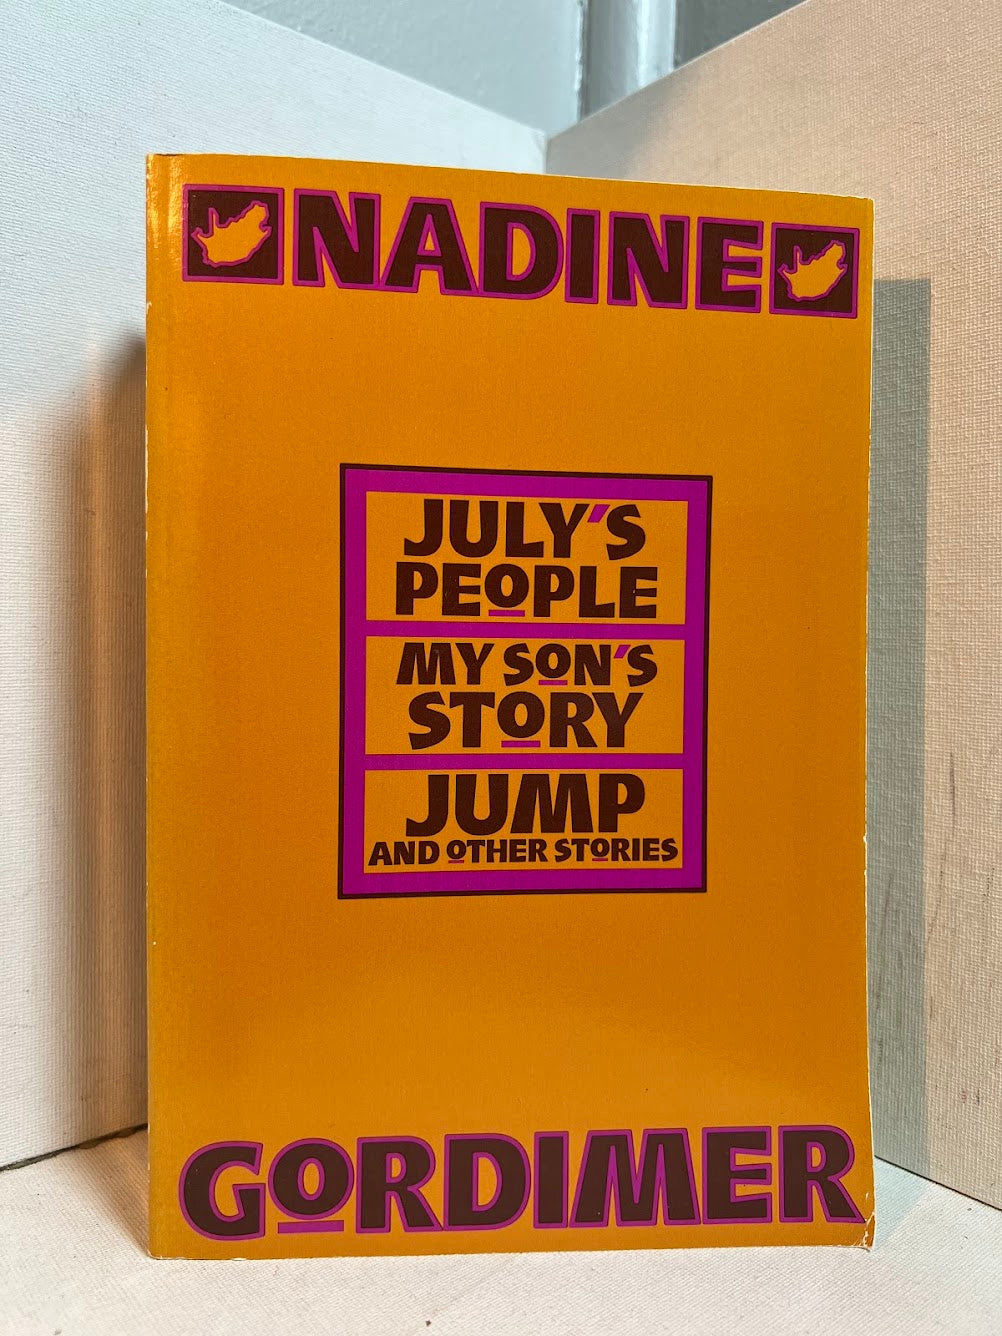 NADINE
JULY'S
PEOPLE
MY SON'S
STORY
JUMP
AND OTHER STORIES
GORDIMER